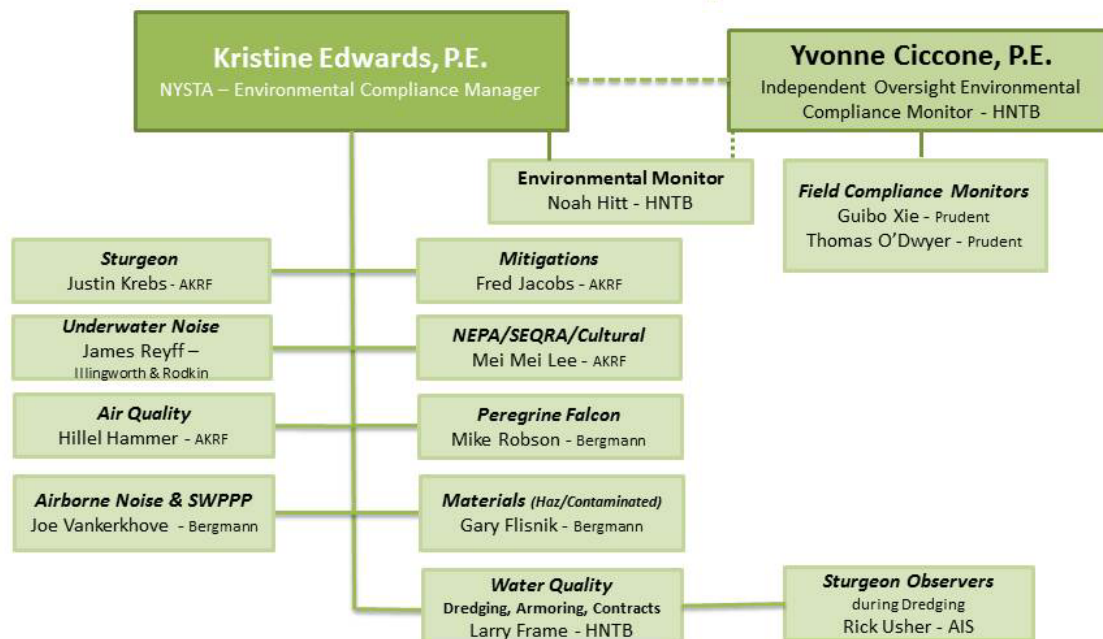 Kristine Edwards, P.E.
NYSTA – Environmental Compliance Manager
Yvonne Ciccone, P.E.
Independent Oversight Environmental
Compliance Monitor - HNTB
Environmental Monitor
Noah Hitt - HNTB
Field Compliance Monitors
Guibo Xie - Prudent
Thomas O'Dwyer - Prudent
Sturgeon
Justin Krebs - AKRF
Mitigations
Fred Jacobs - AKRF
Underwater Noise
James Reyff –
Illingworth & Rodkin
NEPA/SEQRA/Cultural
Mei Mei Lee - AKRF
Air Quality
Hillel Hammer - AKRF
Peregrine Falcon
Mike Robson - Bergmann
Airborne Noise & SWPPP
Joe Vankerkhove - Bergmann
Materials (Haz/Contaminated)
Gary Flisnik - Bergmann
Water Quality
Dredging, Armoring, Contracts
Larry Frame - HNTB
Sturgeon Observers
during Dredging
Rick Usher - AIS